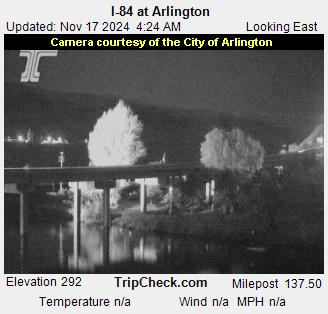 I-84 at Arlington
Updated: Nov 17 2024 4:24 AM Looking East
Camera courtesy of the City of Arlington
Elevation 292 TripCheck.com Milepost 137.50
Temperature n/a Wind n/a MPH n/a